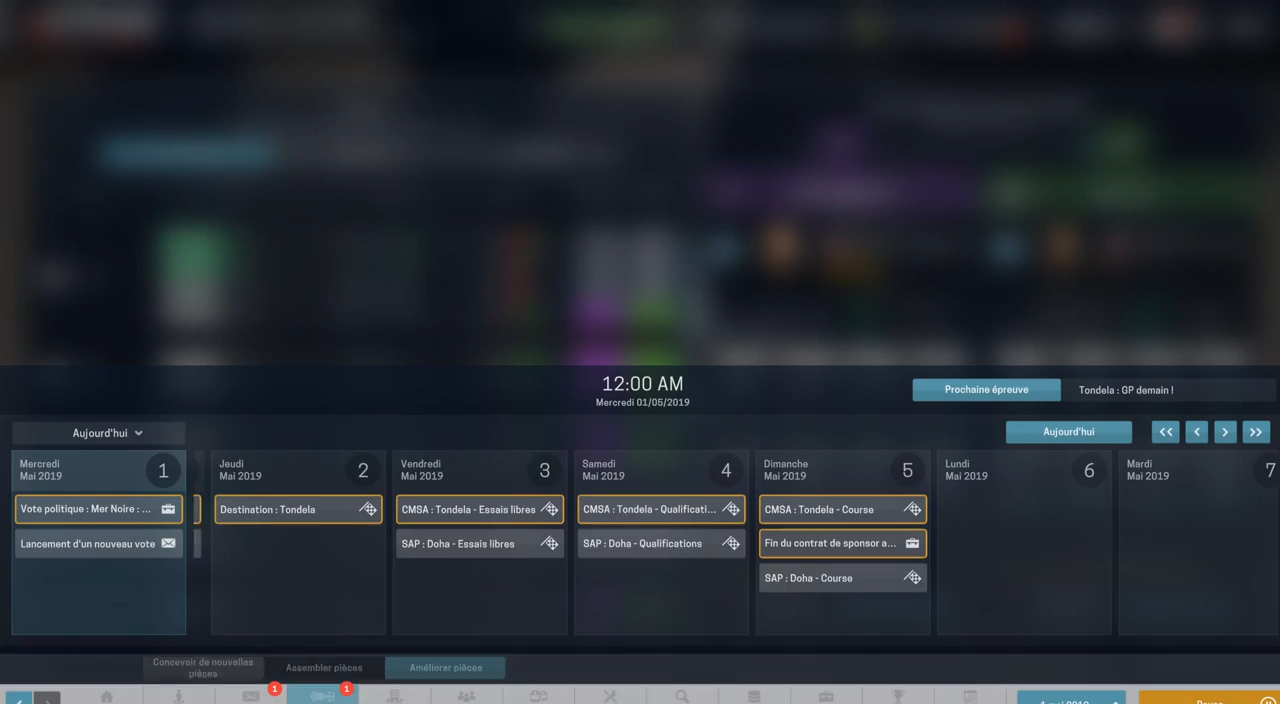 12:00 AM
Mercredi 01/05/2019
Prochaine épreuve
Tondela : GP demain !
Aujourd'hui
Aujourd'hui
Mercredi
Mai 2019
1
Vote politique : Mer Noire : ...
Lancement d'un nouveau vote
Jeudi
Mai 2019
2
Destination : Tondela
Vendredi
Mai 2019
3
CMSA : Tondela - Essais libres
SAP : Doha - Essais libres
Samedi
Mai 2019
4
CMSA : Tondela - Qualificati...
SAP : Doha - Qualifications
Dimanche
Mai 2019
5
CMSA : Tondela - Course
Fin du contrat de sponsor a...
SAP : Doha - Course
Lundi
Mai 2019
6
Mardi
Mai 2019
7
Concevoir de nouvelles
pièces
Assembler pièces
Améliorer pièces
1
1
1 mai 2019
Pause